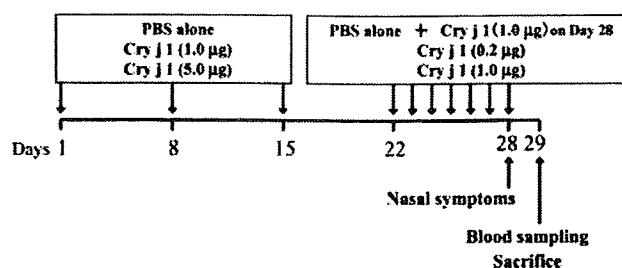 PBS alone
Cry j 1 (1.0 μg)
Cry j 1 (5.0 μg)
PBS alone + Cry j 1 (1.0 μg) on Day 28
Cry j 1 (0.2 μg)
Cry j 1 (1.0 μg)
Days 1 8 15 22 28 29
Nasal symptoms
Blood sampling
Sacrifice